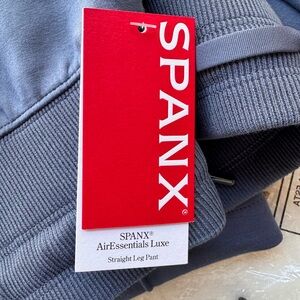 SPANX®
SPANX®
AirEssentials Luxe
Straight Leg Pant